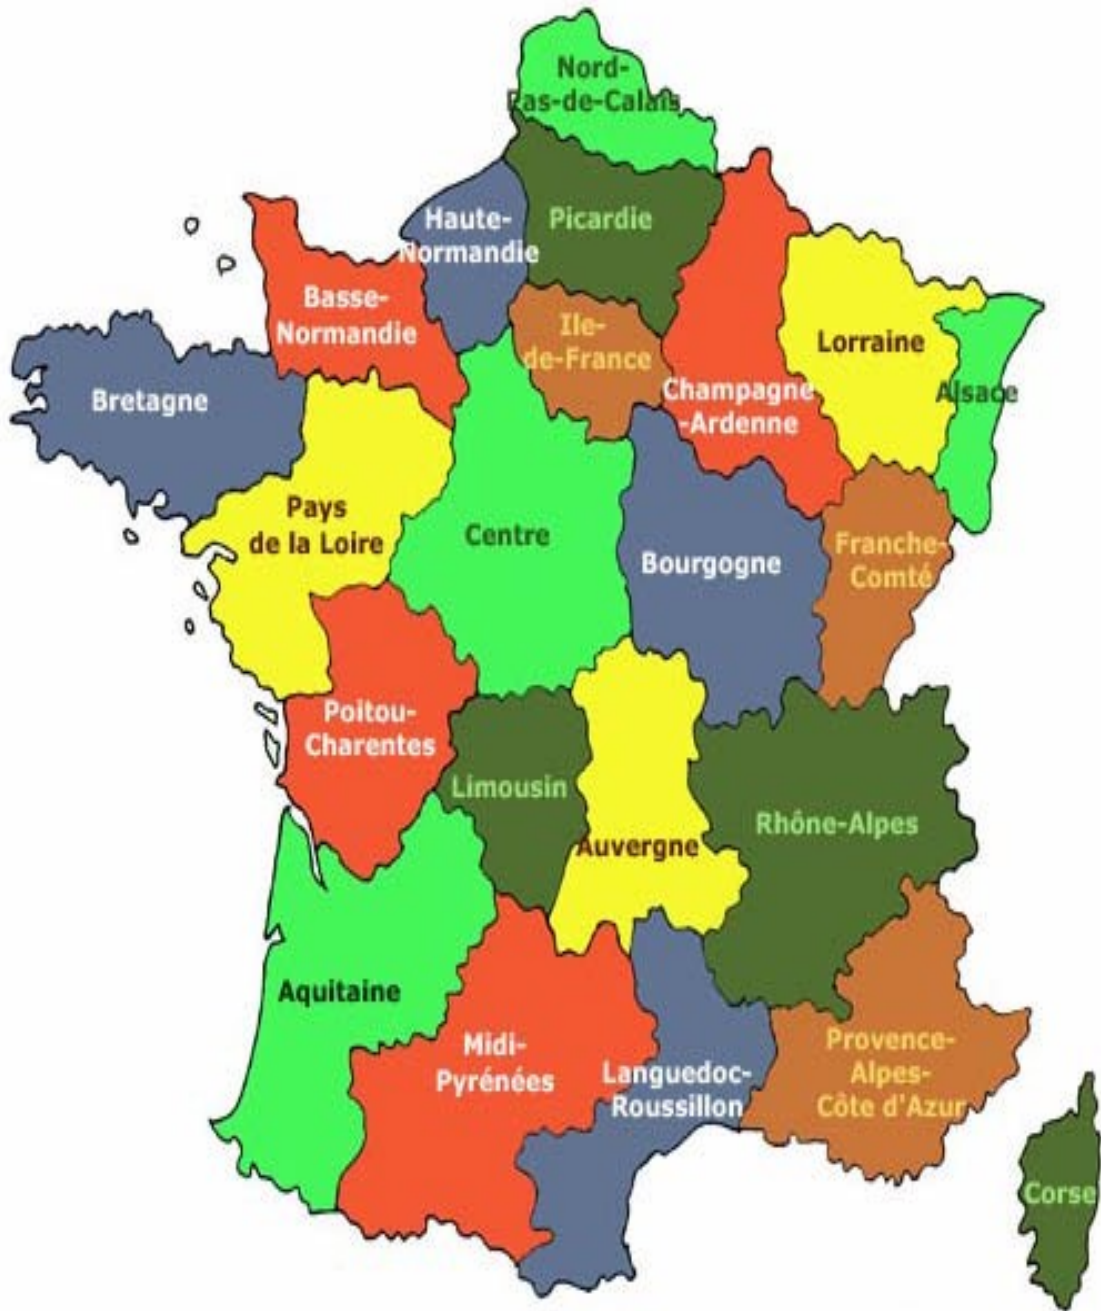 Nord-
Pas-de-Calais
Haute-
Normandie
Picardie
Basse-
Normandie
Ile-
de-France
Lorraine
Champagne
-Ardenne
Alsace
Bretagne
Pays
de la Loire
Centre
Bourgogne
Franche-
Comté
Poitou-
Charentes
Limousin
Auvergne
Rhône-Alpes
Aquitaine
Midi-
Pyrénées
Languedoc-
Roussillon
Provence-
Alpes-
Côte d'Azur
Corse